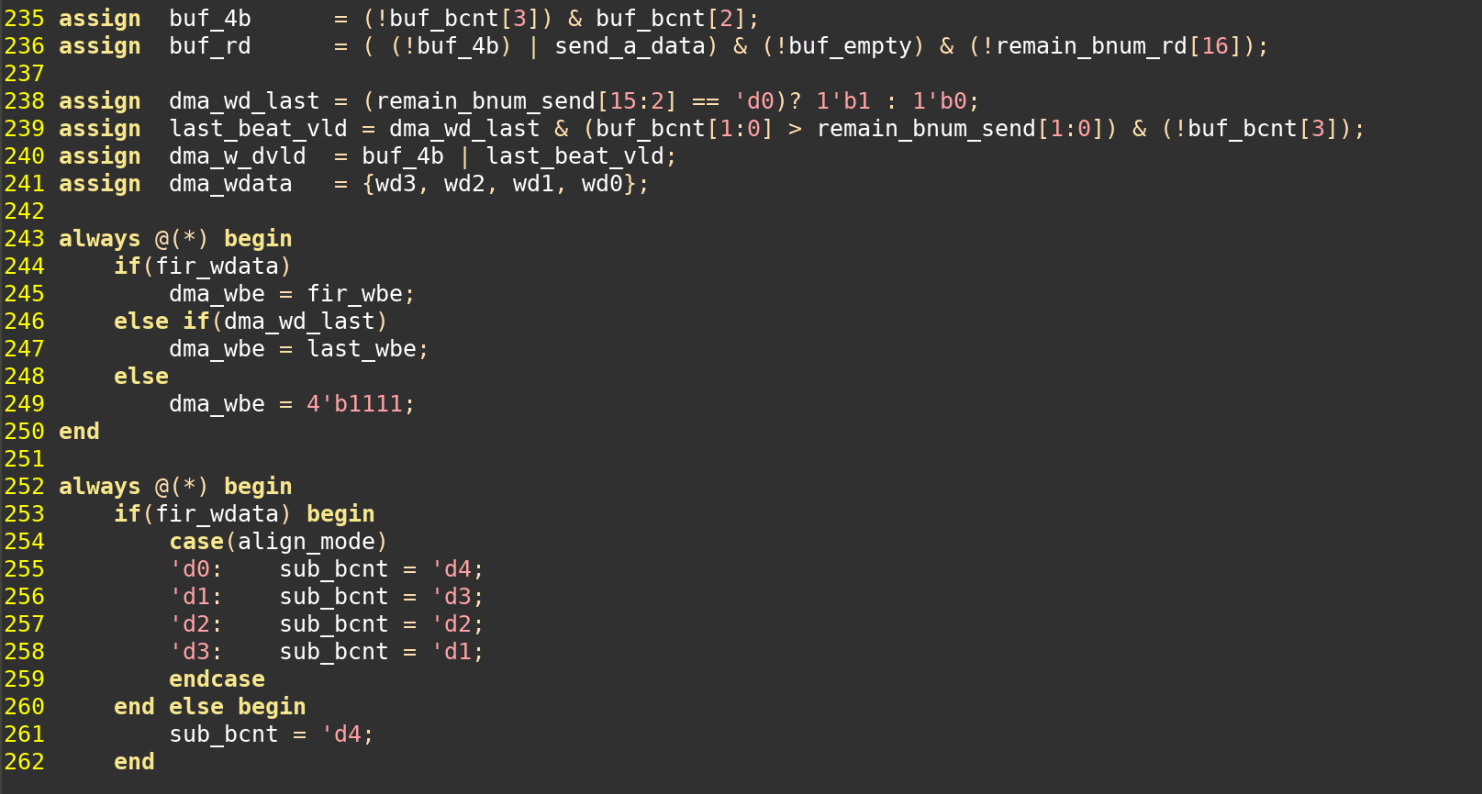 235 assign  buf_4b      = (!buf_bcnt[3]) & buf_bcnt[2];
236 assign  buf_rd      = ( (!buf_4b) | send_a_data) & (!buf_empty) & (!remain_bnum_rd[16]);
237
238 assign  dma_wd_last = (remain_bnum_send[15:2] == 'd0)? 1'b1 : 1'b0;
239 assign  last_beat_vld = dma_wd_last & (buf_bcnt[1:0] > remain_bnum_send[1:0]) & (!buf_bcnt[3]);
240 assign  dma_w_dvld  = buf_4b | last_beat_vld;
241 assign  dma_wdata   = {wd3, wd2, wd1, wd0};
242
243 always @(*) begin
244     if(fir_wdata)
245         dma_wbe = fir_wbe;
246     else if(dma_wd_last)
247         dma_wbe = last_wbe;
248     else
249         dma_wbe = 4'b1111;
250 end
251
252 always @(*) begin
253     if(fir_wdata) begin
254         case(align_mode)
255         'd0:    sub_bcnt = 'd4;
256         'd1:    sub_bcnt = 'd3;
257         'd2:    sub_bcnt = 'd2;
258         'd3:    sub_bcnt = 'd1;
259         endcase
260     end else begin
261         sub_bcnt = 'd4;
262     end